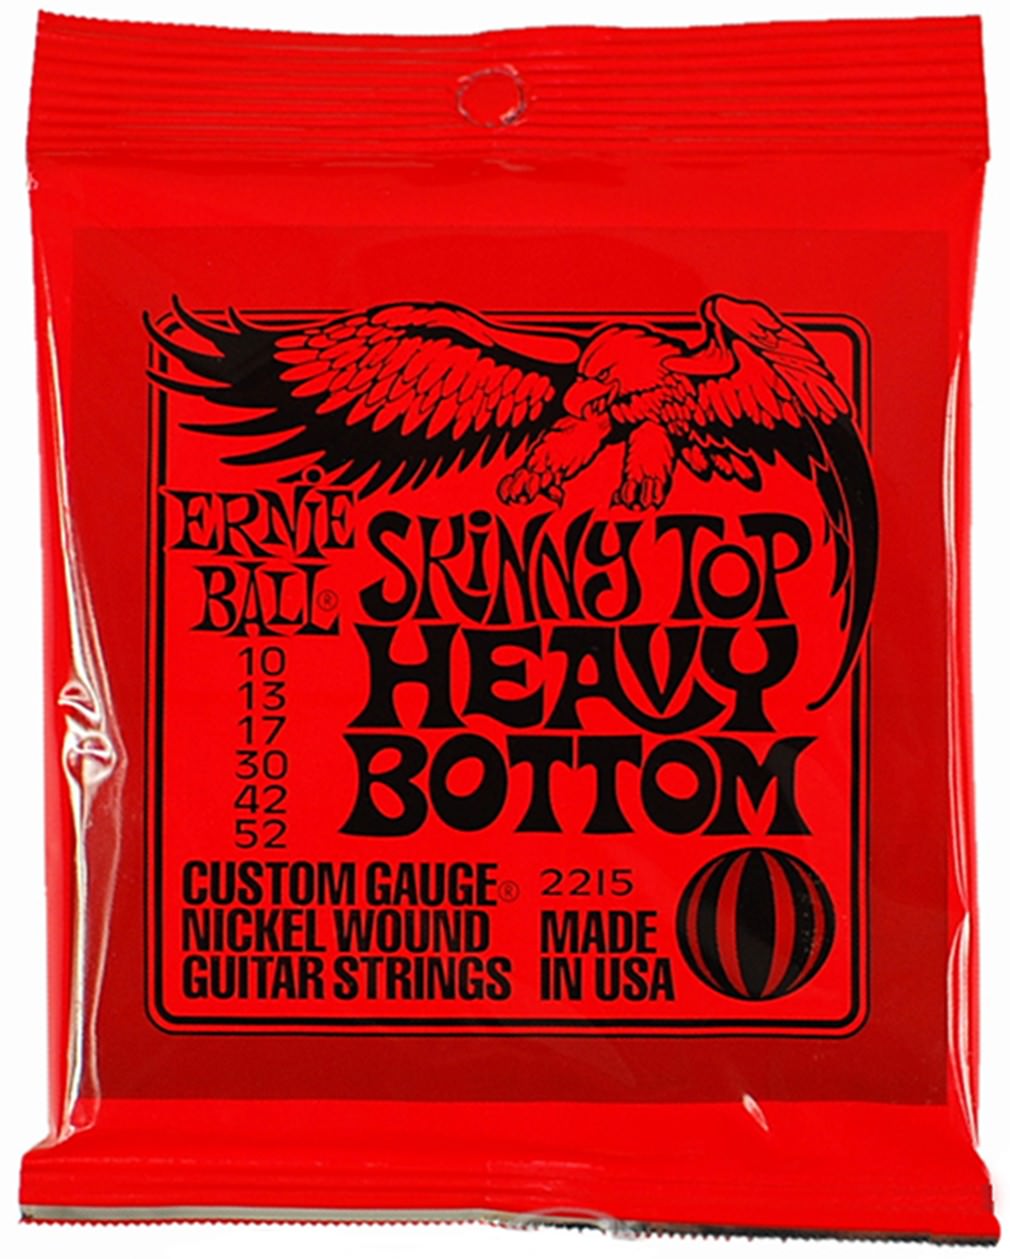 ERNiE
BALL®
SKiNNY TOP
HEAVY
BOTTOM
10
13
17
30
42
52
CUSTOM GAUGE®
NICKEL WOUND
GUITAR STRINGS
2215
MADE
IN USA